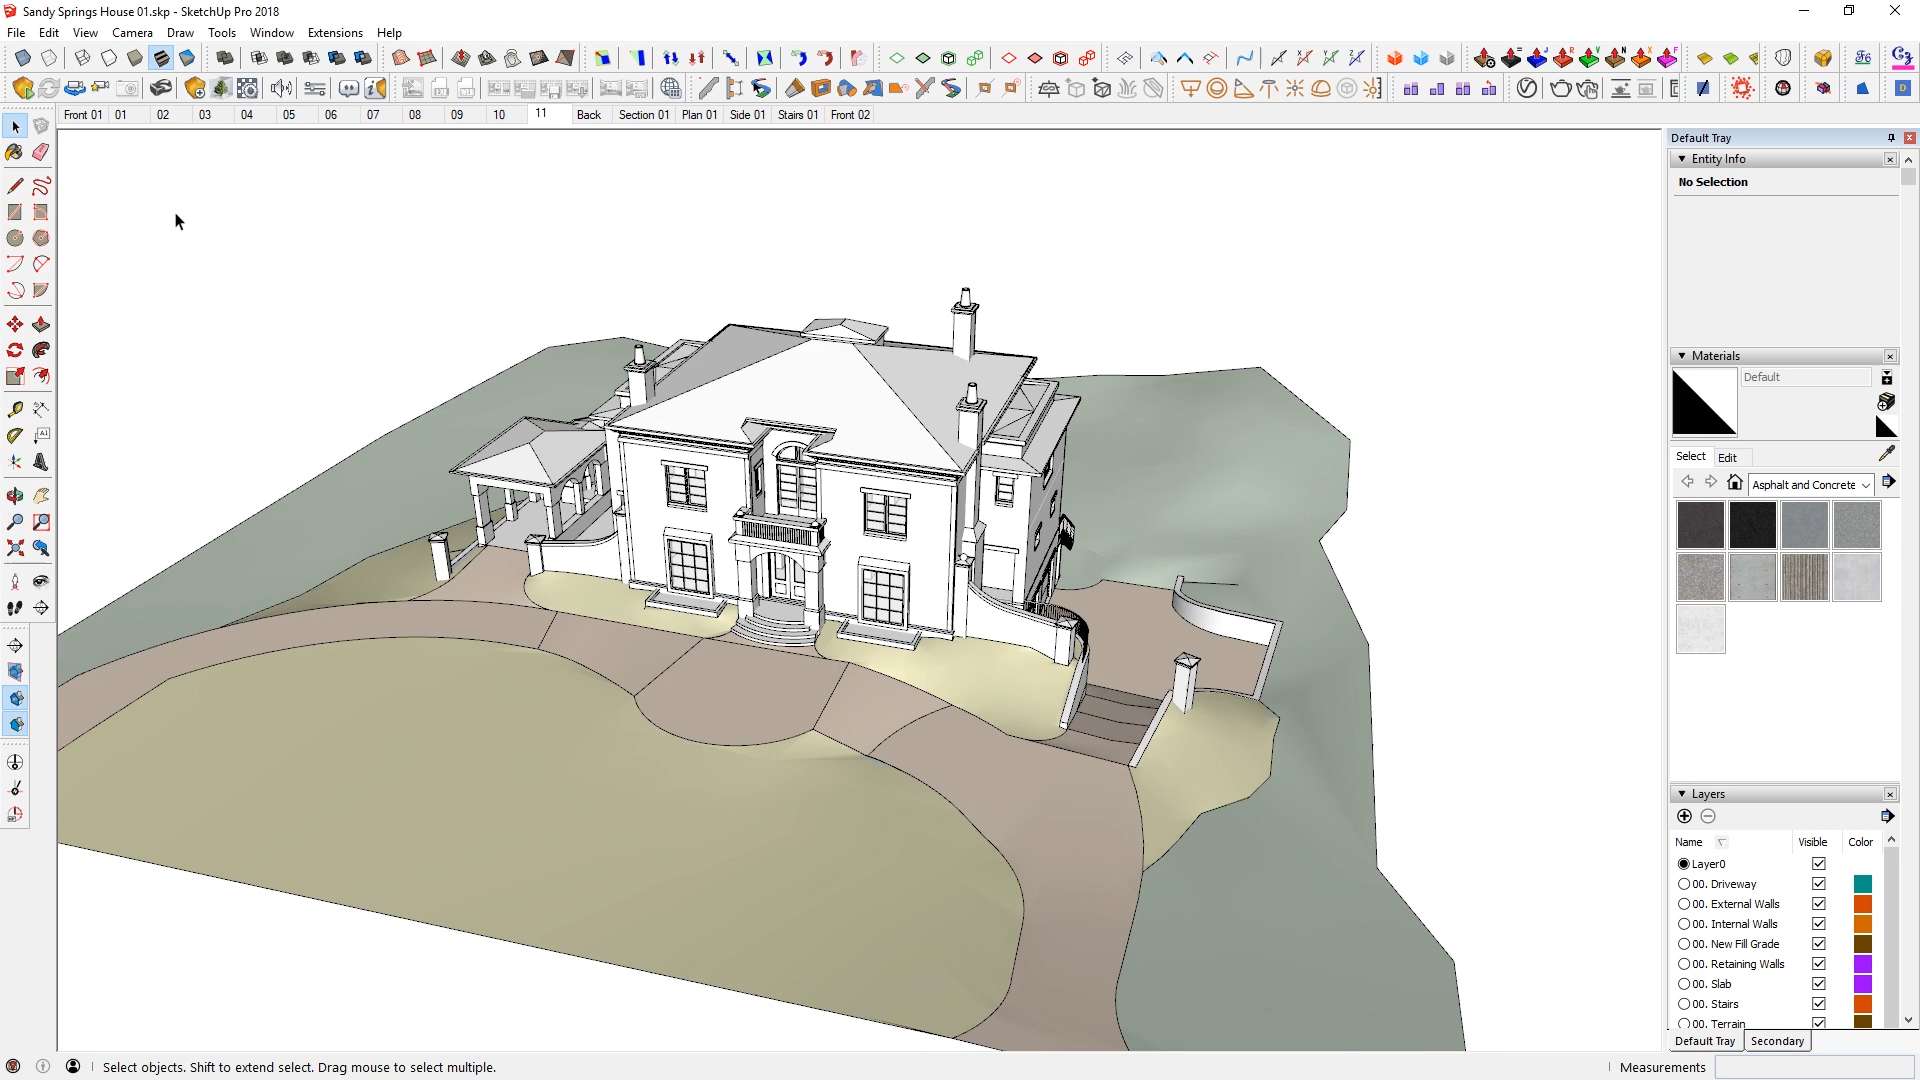 Sandy Springs House 01.skp - SketchUp Pro 2018
File Edit View Camera Draw Tools Window Extensions Help
Front 01 01 02 03 04 05 06 07 08 09 10 11 Back Section 01 Plan 01 Side 01 Stairs 01 Front 02
Default Tray
Entity Info
No Selection
Materials
Default
Select Edit
Asphalt and Concrete
Layers
Name Visible Color
Layer0
00. Driveway
00. External Walls
00. Internal Walls
00. New Fill Grade
00. Retaining Walls
00. Slab
00. Stairs
00. Terrain
Default Tray Secondary
Select objects. Shift to extend select. Drag mouse to select multiple.
Measurements